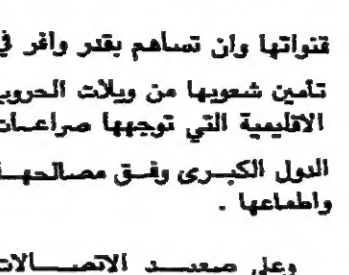 قنواتها وان تساهم بقدر وافر في
تأمين شعوبها من ويلات الحروب
الاقليمية التي توجهها صراعات
الدول الكبرى وفق مصالحها
واطماعها .
وعلى صعيد الاتصالات